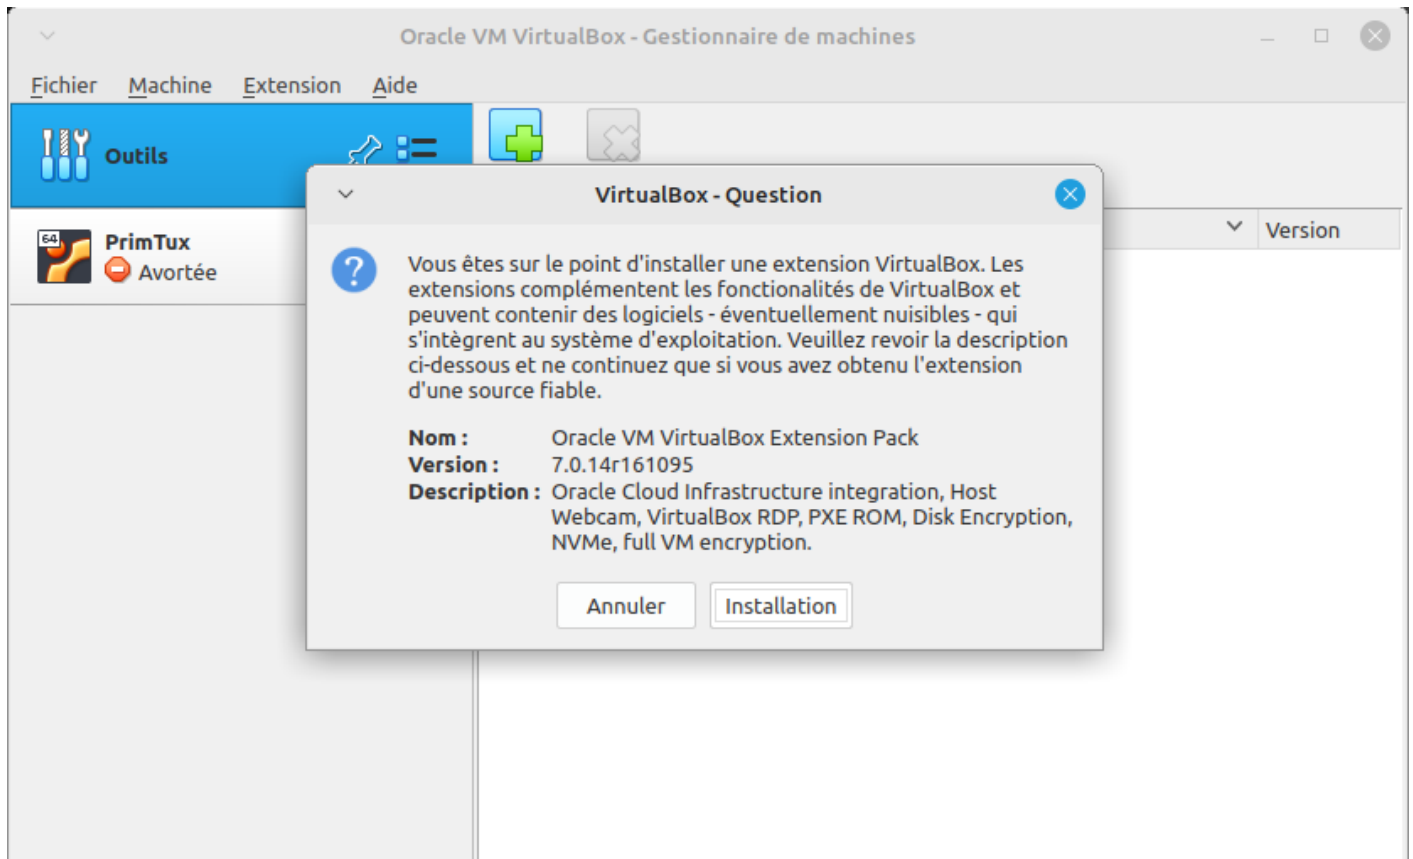 Oracle VM VirtualBox - Gestionnaire de machines
Fichier Machine Extension Aide
Outils
VirtualBox - Question
Version
64
PrimTux
Avortée
?
Vous êtes sur le point d'installer une extension VirtualBox. Les
extensions complémentent les fonctionalités de VirtualBox et
peuvent contenir des logiciels - éventuellement nuisibles - qui
s'intègrent au système d'exploitation. Veuillez revoir la description
ci-dessous et ne continuez que si vous avez obtenu l'extension
d'une source fiable.
Nom : Oracle VM VirtualBox Extension Pack
Version : 7.0.14r161095
Description : Oracle Cloud Infrastructure integration, Host
Webcam, VirtualBox RDP, PXE ROM, Disk Encryption,
NVMe, full VM encryption.
Annuler Installation